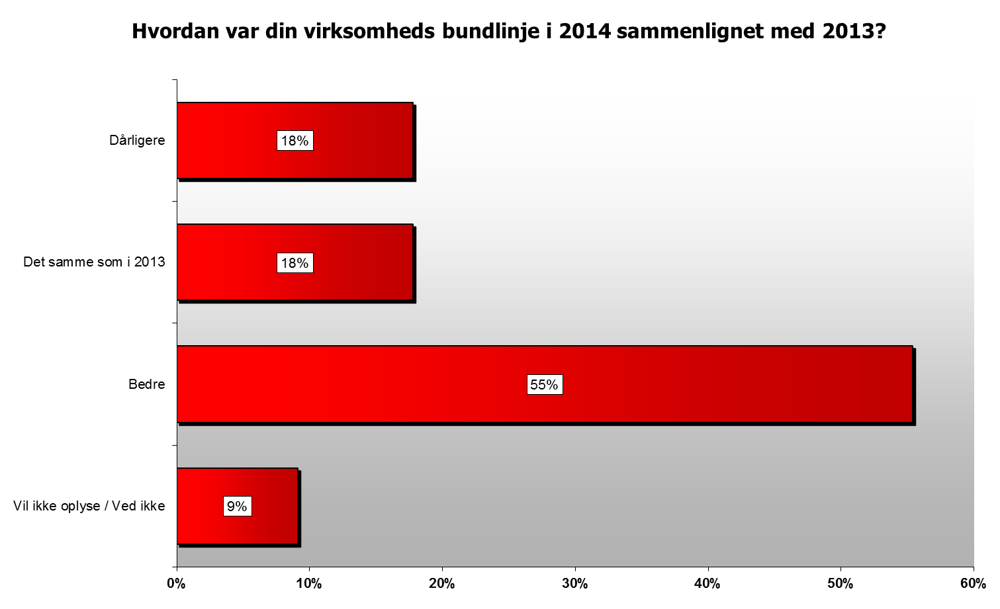 Hvordan var din virksomheds bundlinje i 2014 sammenlignet med 2013?
Dårligere
18%
Det samme som i 2013
18%
Bedre
55%
Vil ikke oplyse / Ved ikke
9%
0% 10% 20% 30% 40% 50% 60%